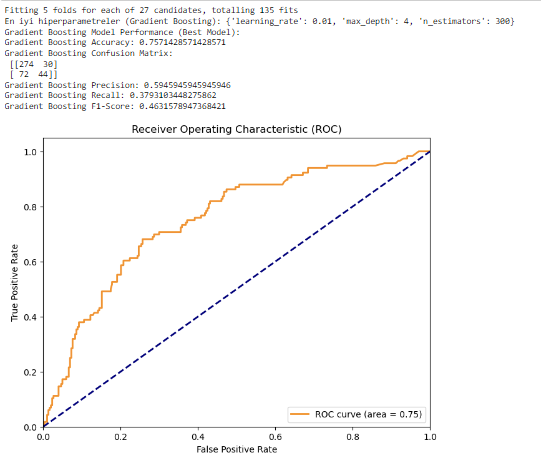 Fitting 5 folds for each of 27 candidates, totalling 135 fits
En iyi hiperparametreler (Gradient Boosting): {'learning_rate': 0.01, 'max_depth': 4, 'n_estimators': 300}
Gradient Boosting Model Performance (Best Model):
Gradient Boosting Accuracy: 0.7571428571428571
Gradient Boosting Confusion Matrix:
[[274  30]
[ 72  44]]
Gradient Boosting Precision: 0.5945945945945946
Gradient Boosting Recall: 0.3793103448275862
Gradient Boosting F1-Score: 0.4631578947368421
Receiver Operating Characteristic (ROC)
1.0
0.8
0.6
0.4
0.2
0.0
True Positive Rate
ROC curve (area = 0.75)
0.0 0.2 0.4 0.6 0.8 1.0
False Positive Rate